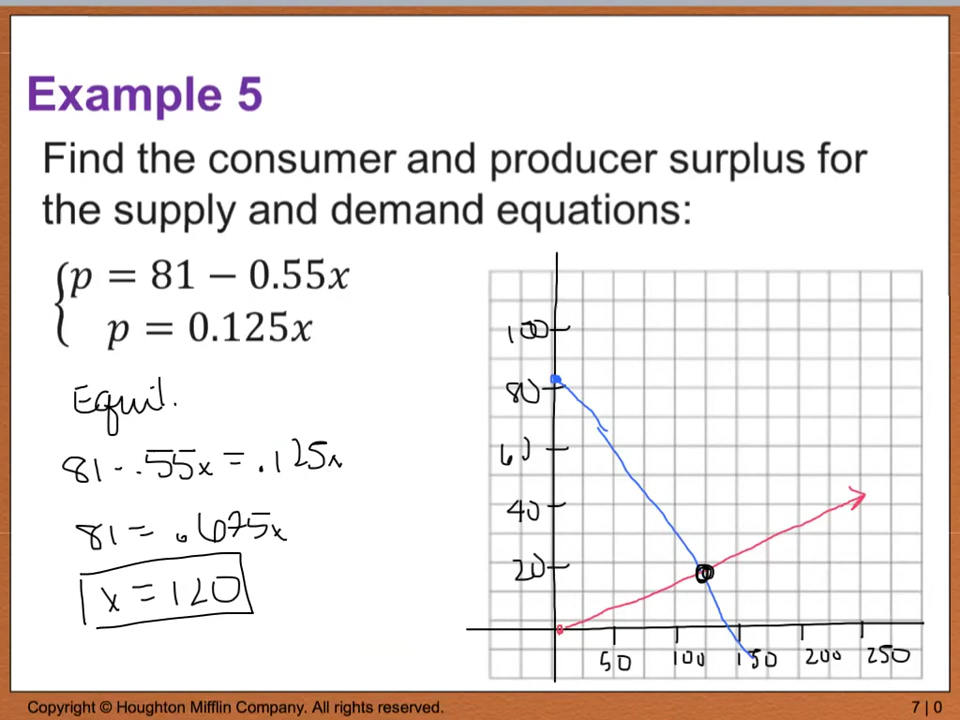 Example 5
Find the consumer and producer surplus for
the supply and demand equations:
p = 81 − 0.55x
p = 0.125x
Equil.
81 - .55x = .125x
81 = .675x
x = 120
100
80
60
40
20
50 100 150 200 250
Copyright © Houghton Mifflin Company. All rights reserved. 7 | 0